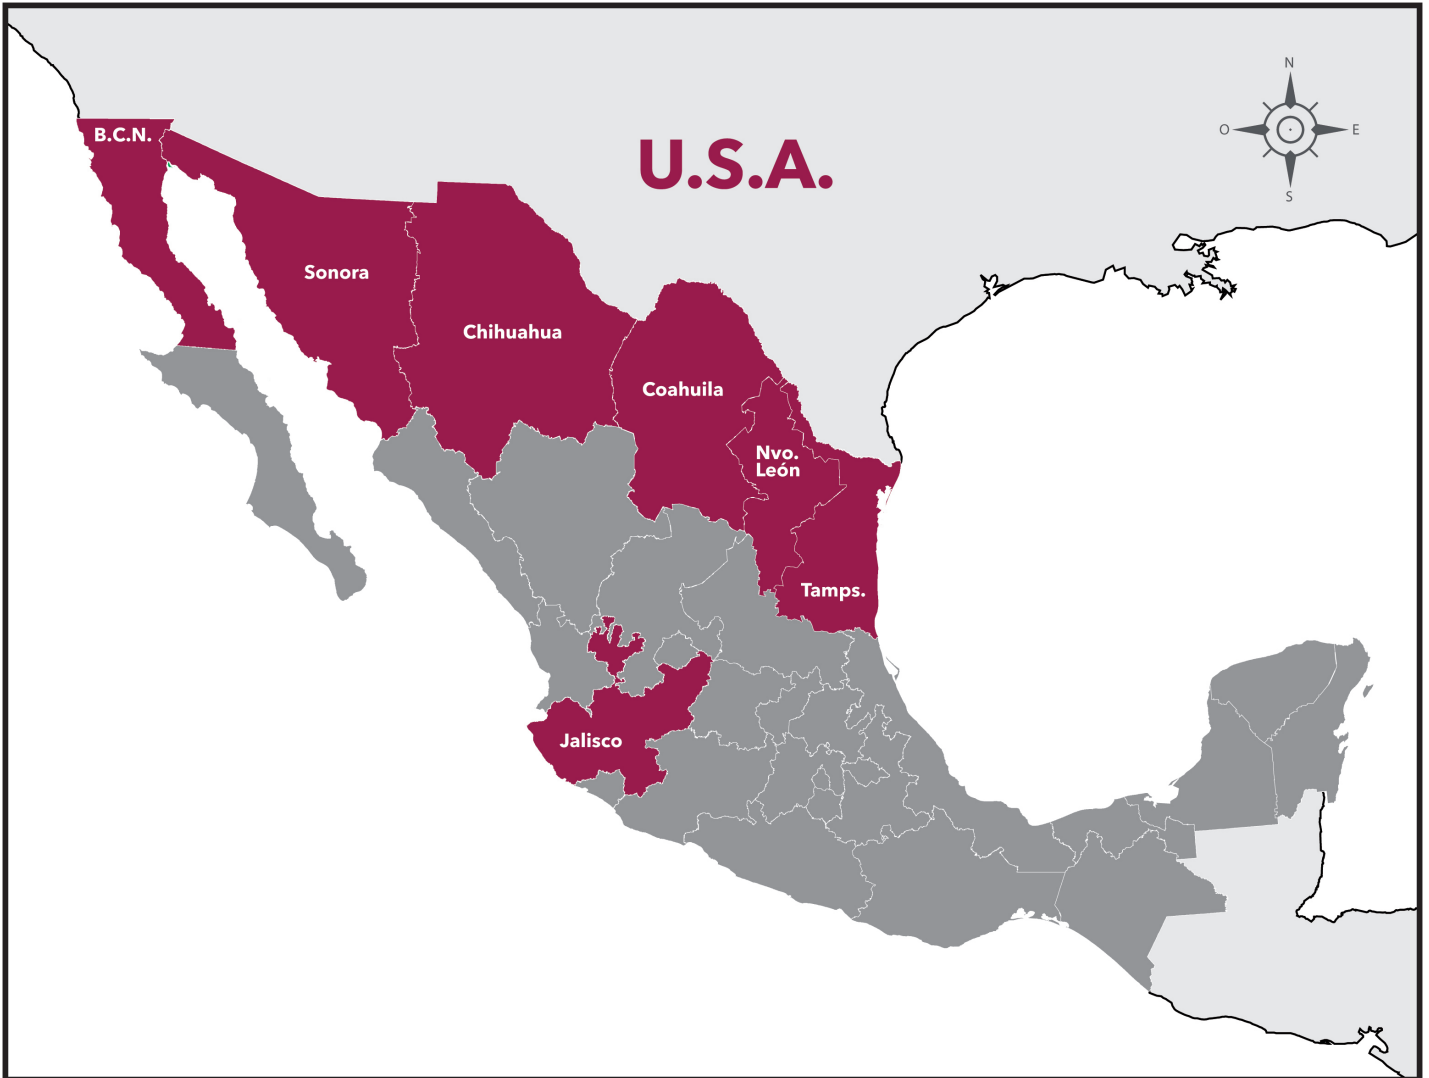 N
O
E
S
U.S.A.
B.C.N.
Sonora
Chihuahua
Coahuila
Nvo.
León
Tamps.
Jalisco